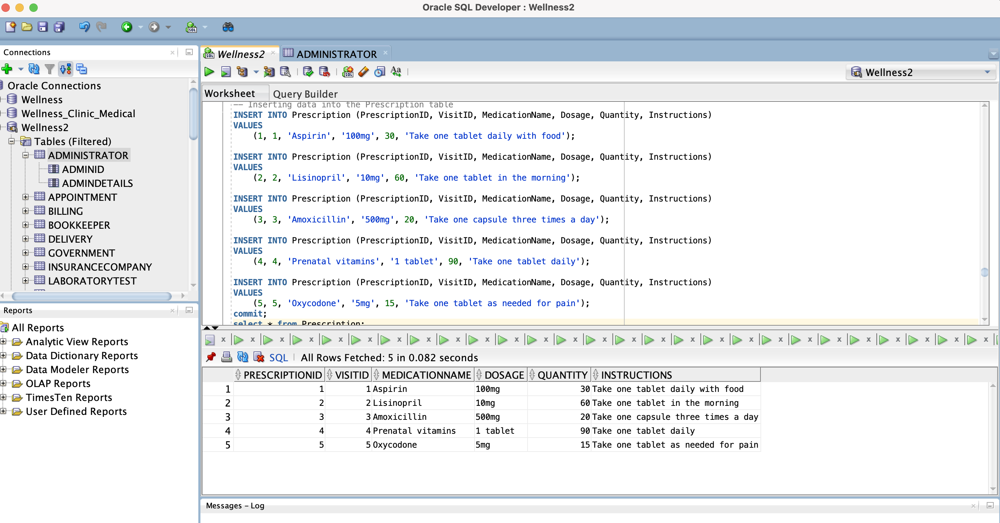 Oracle SQL Developer : Wellness2
Connections
Oracle Connections
Wellness
Wellness_Clinic_Medical
Wellness2
Tables (Filtered)
ADMINISTRATOR
ADMINID
ADMINDETAILS
APPOINTMENT
BILLING
BOOKKEEPER
DELIVERY
GOVERNMENT
INSURANCECOMPANY
LABORATORYTEST
Reports
All Reports
Analytic View Reports
Data Dictionary Reports
Data Modeler Reports
OLAP Reports
TimesTen Reports
User Defined Reports
Wellness2 ADMINISTRATOR
Wellness2
Worksheet Query Builder
-- Inserting data into the Prescription table
INSERT INTO Prescription (PrescriptionID, VisitID, MedicationName, Dosage, Quantity, Instructions)
VALUES
(1, 1, 'Aspirin', '100mg', 30, 'Take one tablet daily with food');
INSERT INTO Prescription (PrescriptionID, VisitID, MedicationName, Dosage, Quantity, Instructions)
VALUES
(2, 2, 'Lisinopril', '10mg', 60, 'Take one tablet in the morning');
INSERT INTO Prescription (PrescriptionID, VisitID, MedicationName, Dosage, Quantity, Instructions)
VALUES
(3, 3, 'Amoxicillin', '500mg', 20, 'Take one capsule three times a day');
INSERT INTO Prescription (PrescriptionID, VisitID, MedicationName, Dosage, Quantity, Instructions)
VALUES
(4, 4, 'Prenatal vitamins', '1 tablet', 90, 'Take one tablet daily');
INSERT INTO Prescription (PrescriptionID, VisitID, MedicationName, Dosage, Quantity, Instructions)
VALUES
(5, 5, 'Oxycodone', '5mg', 15, 'Take one tablet as needed for pain');
commit;
select * from Prescription;
SQL All Rows Fetched: 5 in 0.082 seconds
PRESCRIPTIONID VISITID MEDICATIONNAME DOSAGE QUANTITY INSTRUCTIONS
1 1 1 Aspirin 100mg 30 Take one tablet daily with food
2 2 2 Lisinopril 10mg 60 Take one tablet in the morning
3 3 3 Amoxicillin 500mg 20 Take one capsule three times a day
4 4 4 Prenatal vitamins 1 tablet 90 Take one tablet daily
5 5 5 Oxycodone 5mg 15 Take one tablet as needed for pain
Messages - Log